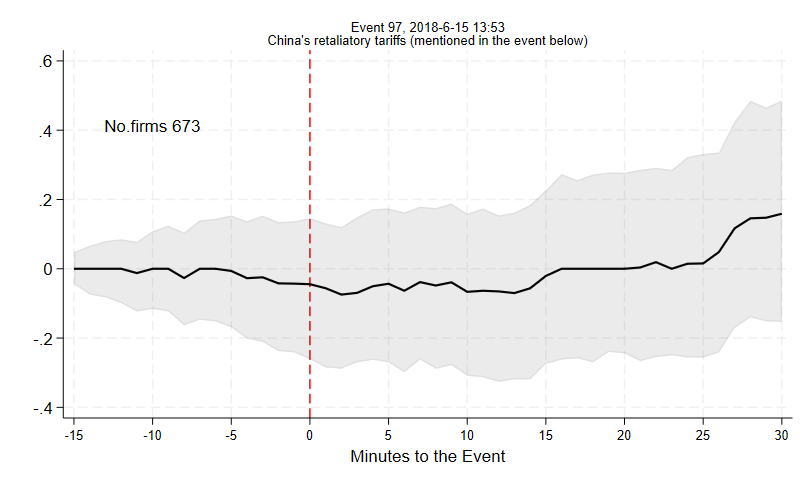 Event 97, 2018-6-15 13:53
China's retaliatory tariffs (mentioned in the event below)
.6
No.firms 673
.4
.2
0
-.2
-.4
-15 -10 -5 0 5 10 15 20 25 30
Minutes to the Event